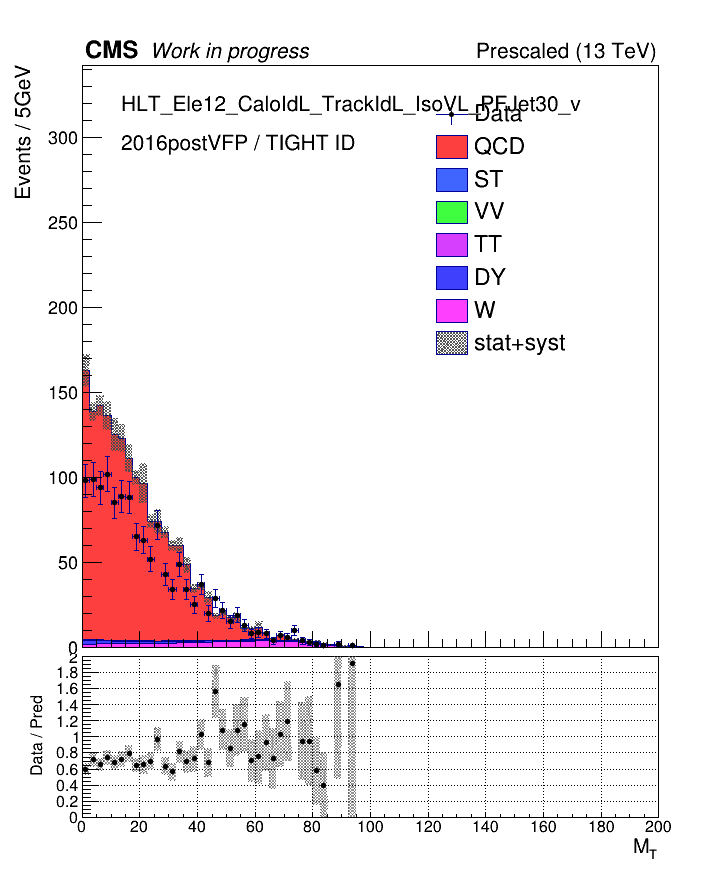 CMS Work in progress Prescaled (13 TeV)
Events / 5GeV
HLT_Ele12_CaloIdL_TrackIdL_IsoVL_PFJet30_v
2016postVFP / TIGHT ID
Data
QCD
ST
VV
TT
DY
W
stat+syst
300
250
200
150
100
50
0
Data / Pred
2
1.8
1.6
1.4
1.2
1
0.8
0.6
0.4
0.2
0
0 20 40 60 80 100 120 140 160 180 200
M_T